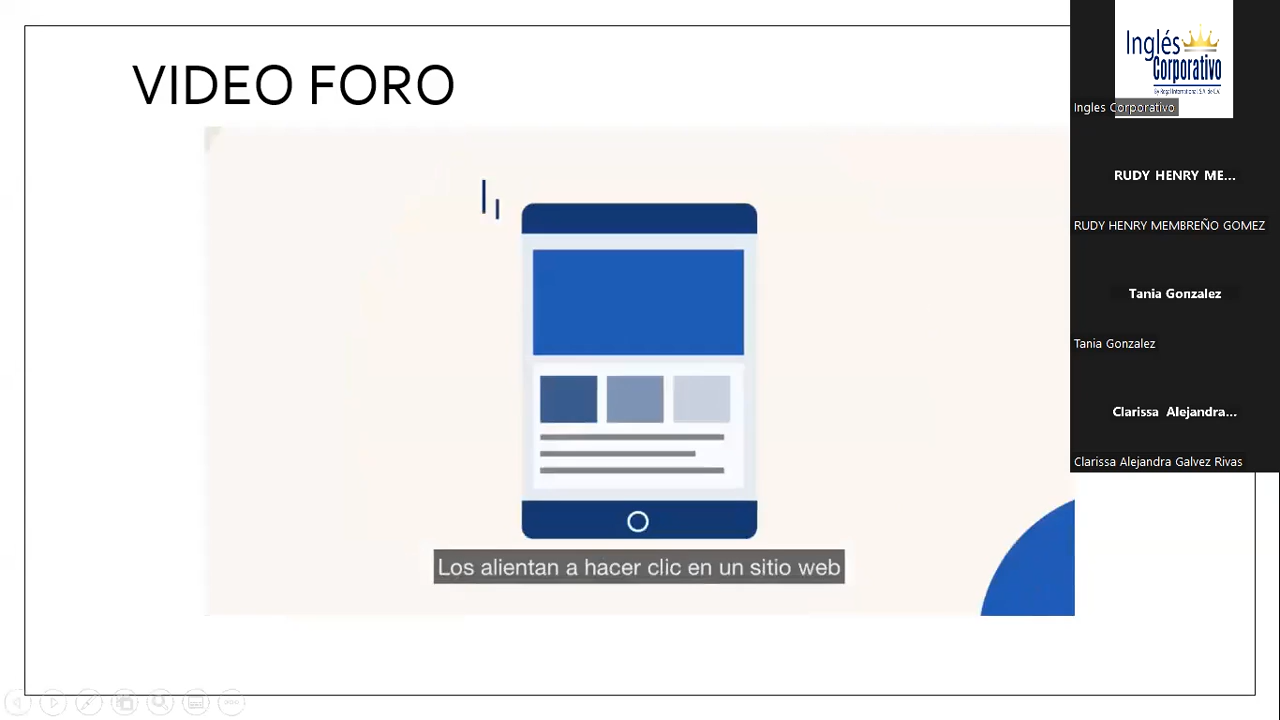 VIDEO FORO
Los alientan a hacer clic en un sitio web
Inglés
Corporativo
Ingles Corporativo
RUDY HENRY ME...
RUDY HENRY MEMBREÑO GOMEZ
Tania Gonzalez
Tania Gonzalez
Clarissa Alejandra...
Clarissa Alejandra Galvez Rivas